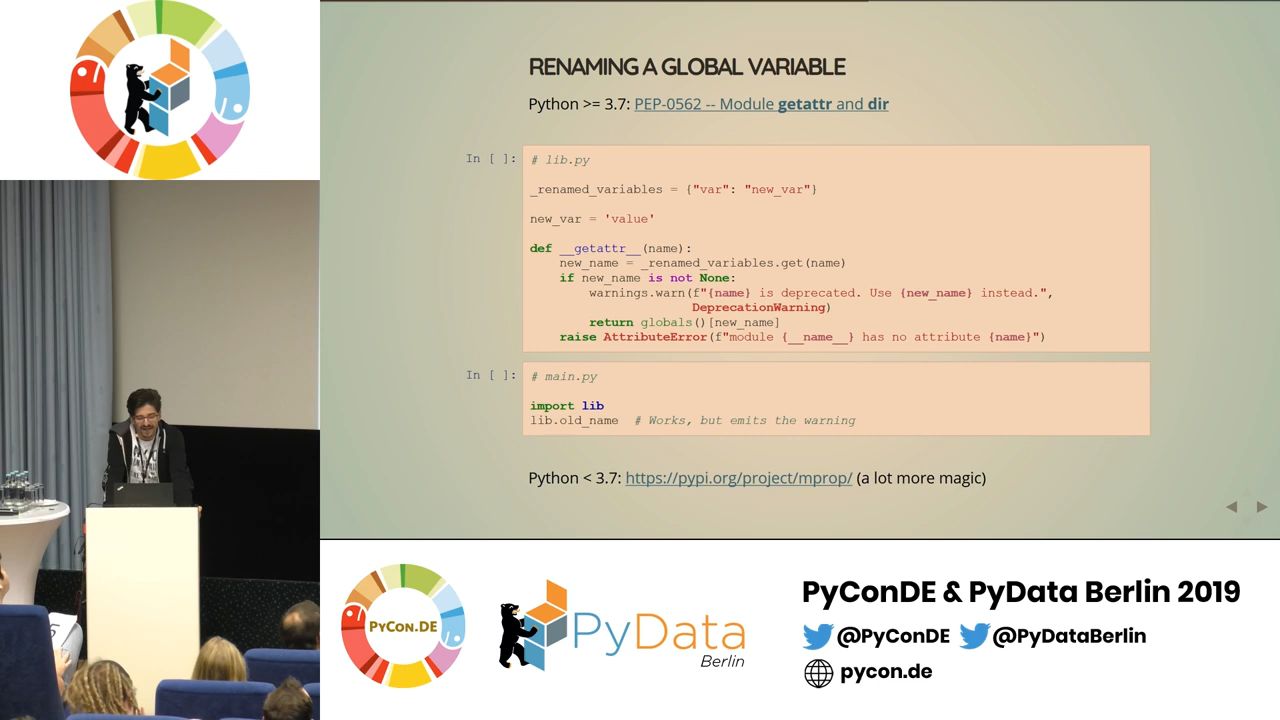 RENAMING A GLOBAL VARIABLE
Python >= 3.7: PEP-0562 -- Module getattr and dir
In [ ]:
# lib.py
_renamed_variables = {"var": "new_var"}
new_var = 'value'
def __getattr__(name):
    new_name = _renamed_variables.get(name)
    if new_name is not None:
        warnings.warn(f"{name} is deprecated. Use {new_name} instead.",
                      DeprecationWarning)
        return globals()[new_name]
    raise AttributeError(f"module {__name__} has no attribute {name}")
In [ ]:
# main.py
import lib
lib.old_name  # Works, but emits the warning
Python < 3.7: https://pypi.org/project/mprop/ (a lot more magic)
PYCON.DE
PyData
Berlin
PyConDE & PyData Berlin 2019
@PyConDE @PyDataBerlin
pycon.de